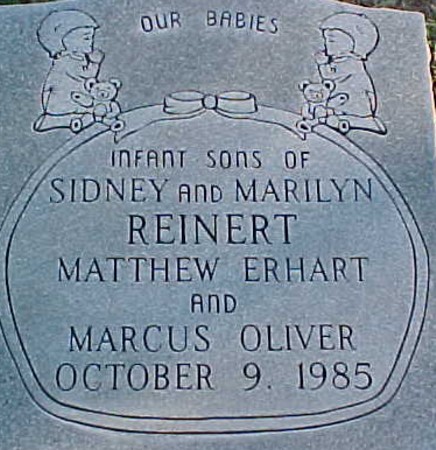 OUR BABIES
INFANT SONS OF
SIDNEY AND MARILYN
REINERT
MATTHEW ERHART
AND
MARCUS OLIVER
OCTOBER 9. 1985